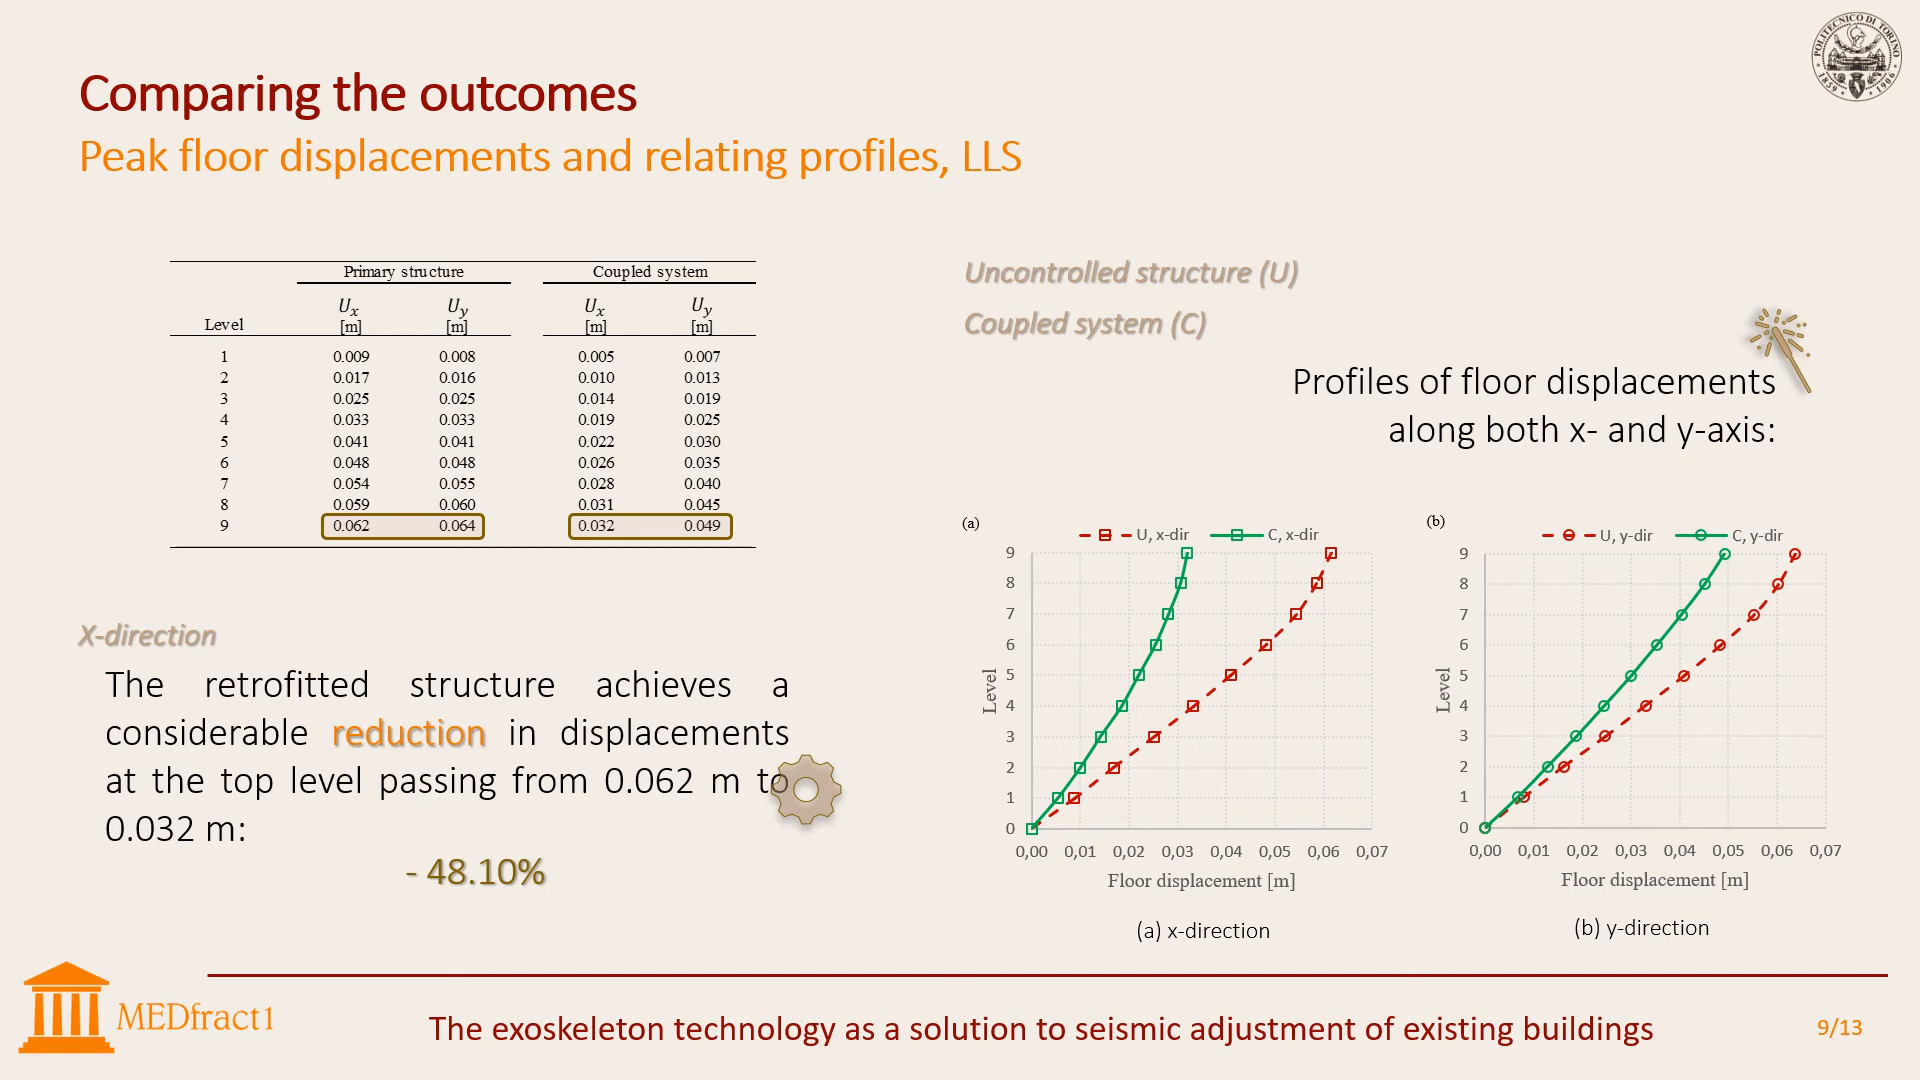 POLITECNICO DI TORINO
1859 1906
Comparing the outcomes
Peak floor displacements and relating profiles, LLS
Primary structure Coupled system
Level Ux [m] Uy [m] Ux [m] Uy [m]
1 0.009 0.008 0.005 0.007
2 0.017 0.016 0.010 0.013
3 0.025 0.025 0.014 0.019
4 0.033 0.033 0.019 0.025
5 0.041 0.041 0.022 0.030
6 0.048 0.048 0.026 0.035
7 0.054 0.055 0.028 0.040
8 0.059 0.060 0.031 0.045
9 0.062 0.064 0.032 0.049
X-direction
The retrofitted structure achieves a
considerable reduction in displacements
at the top level passing from 0.062 m to
0.032 m:
- 48.10%
Uncontrolled structure (U)
Coupled system (C)
Profiles of floor displacements
along both x- and y-axis:
(a)
U, x-dir C, x-dir
9
8
7
6
5
4
3
2
1
0
Level
0,00 0,01 0,02 0,03 0,04 0,05 0,06 0,07
Floor displacement [m]
(a) x-direction
(b)
U, y-dir C, y-dir
9
8
7
6
5
4
3
2
1
0
Level
0,00 0,01 0,02 0,03 0,04 0,05 0,06 0,07
Floor displacement [m]
(b) y-direction
MEDfract1
The exoskeleton technology as a solution to seismic adjustment of existing buildings
9/13